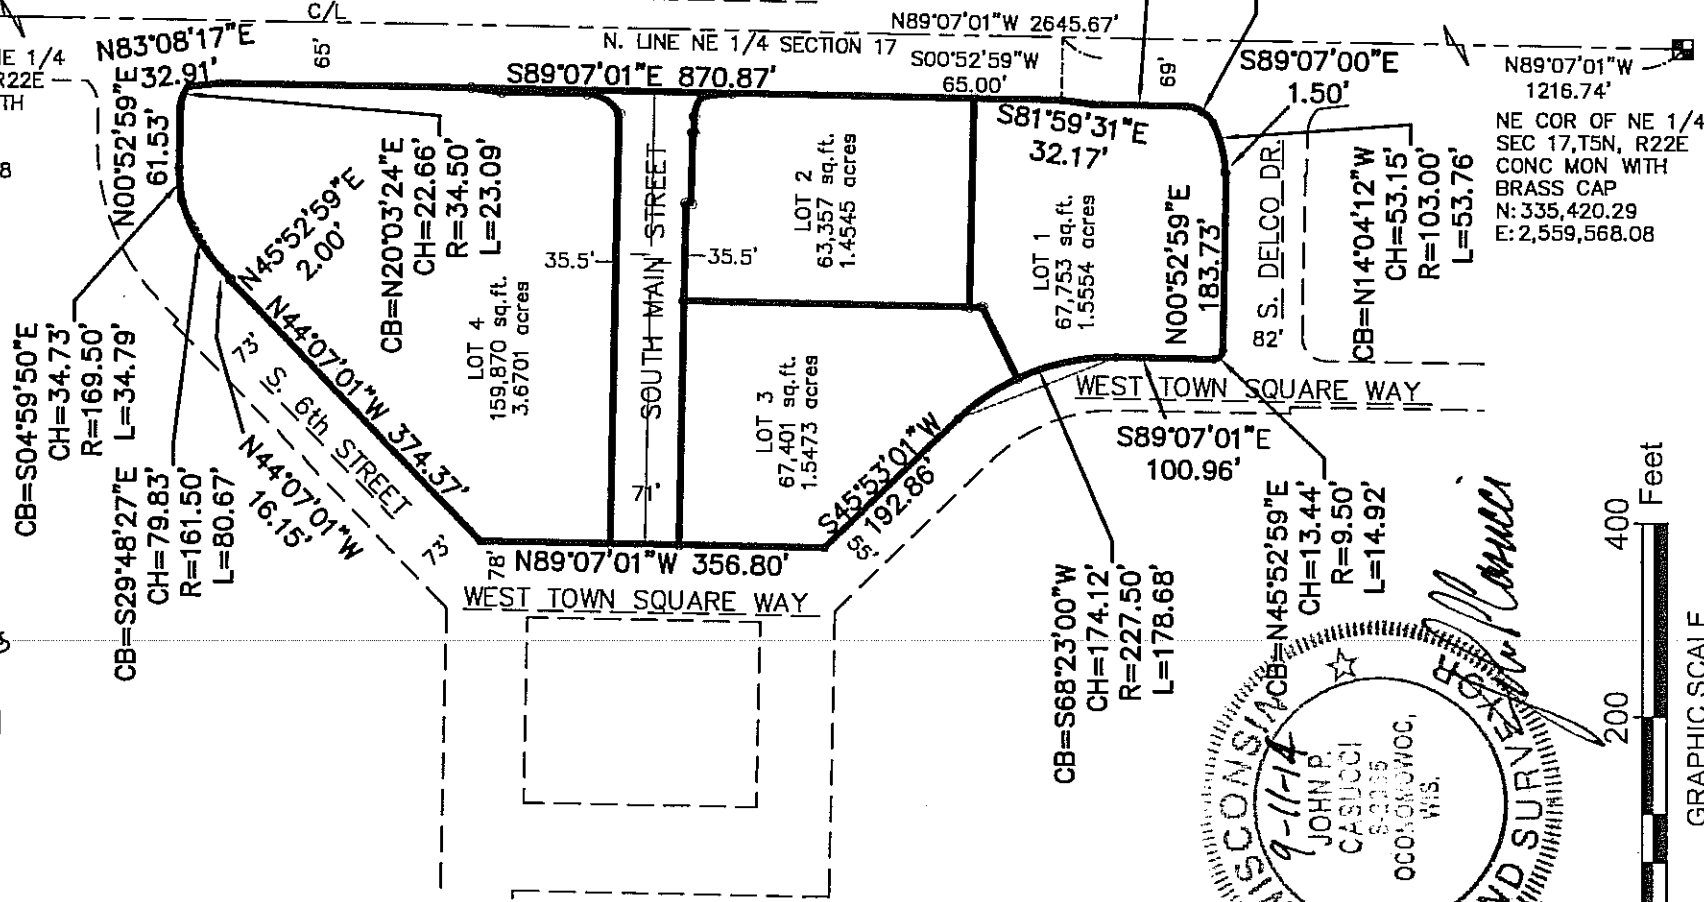 C/L
N89°07'01"W 2645.67'
N. LINE NE 1/4 SECTION 17
NE 1/4
R22E
TH
8
N83°08'17"E
32.91'
65'
S89°07'01"E 870.87'
S00°52'59"W
65.00'
69'
S89°07'00"E
1.50'
N89°07'01"W
1216.74'
NE COR OF NE 1/4
SEC 17,T5N, R22E
CONC MON WITH
BRASS CAP
N: 335,420.29
E: 2,559,568.08
N00°52'59"E
61.53'
N45°52'59"E
2.00'
CB=N20°03'24"E
CH=22.66'
R=34.50'
L=23.09'
S81°59'31"E
32.17'
LOT 2
63,357 sq.ft.
1.4545 acres
LOT 1
67,753 sq.ft.
1.5554 acres
N00°52'59"E
183.73'
S. DELCO DR.
82'
CB=N14°04'12"W
CH=53.15'
R=103.00'
L=53.76'
35.5'
35.5'
SOUTH MAIN STREET
71'
LOT 4
159,870 sq.ft.
3.6701 acres
LOT 3
67,401 sq.ft.
1.5473 acres
CB=S04°59'50"E
CH=34.73'
R=169.50'
L=34.79'
CB=S29°48'27"E
CH=79.83'
R=161.50'
L=80.67'
N44°07'01"W
16.15'
N44°07'01"W 374.37'
73'
S. 6th STREET
73'
78'
N89°07'01"W 356.80'
WEST TOWN SQUARE WAY
S45°53'01"W
192.86'
55'
WEST TOWN SQUARE WAY
S89°07'01"E
100.96'
CB=S68°23'00"W
CH=174.12'
R=227.50'
L=178.68'
CB=N45°52'59"E
CH=13.44'
R=9.50'
L=14.92'
9-11-14
WISCONSIN
JOHN P.
CASUCCI
OCONOMOWOC,
WIS.
ND SURVEYOR
400
Feet
200
GRAPHIC SCALE